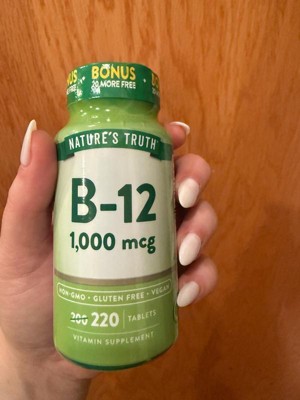 BONUS
20 MORE FREE
NATURE'S TRUTH
B-12
1,000 mcg
NON-GMO • GLUTEN FREE • VEGAN
200 220 TABLETS
VITAMIN SUPPLEMENT